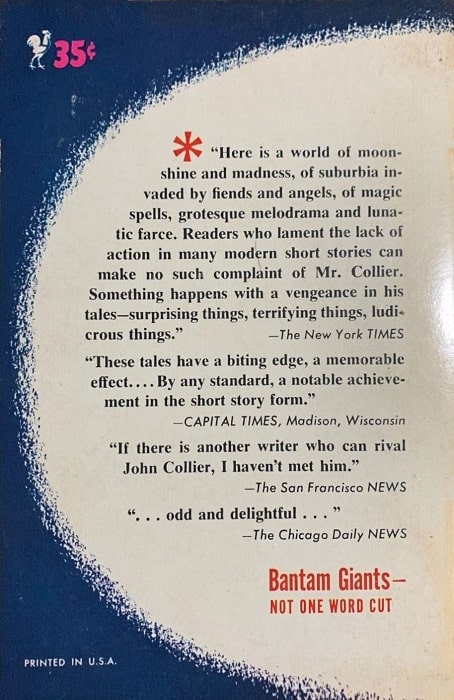 35¢
* “Here is a world of moon-
shine and madness, of suburbia in-
vaded by fiends and angels, of magic
spells, grotesque melodrama and luna-
tic farce. Readers who lament the lack of
action in many modern short stories can
make no such complaint of Mr. Collier.
Something happens with a vengeance in his
tales—surprising things, terrifying things, ludi-
crous things.” —The New York TIMES
“These tales have a biting edge, a memorable
effect.... By any standard, a notable achieve-
ment in the short story form.”
—CAPITAL TIMES, Madison, Wisconsin
“If there is another writer who can rival
John Collier, I haven't met him.”
—The San Francisco NEWS
“. . . odd and delightful . . . ”
—The Chicago Daily NEWS
Bantam Giants—
NOT ONE WORD CUT
PRINTED IN U.S.A.